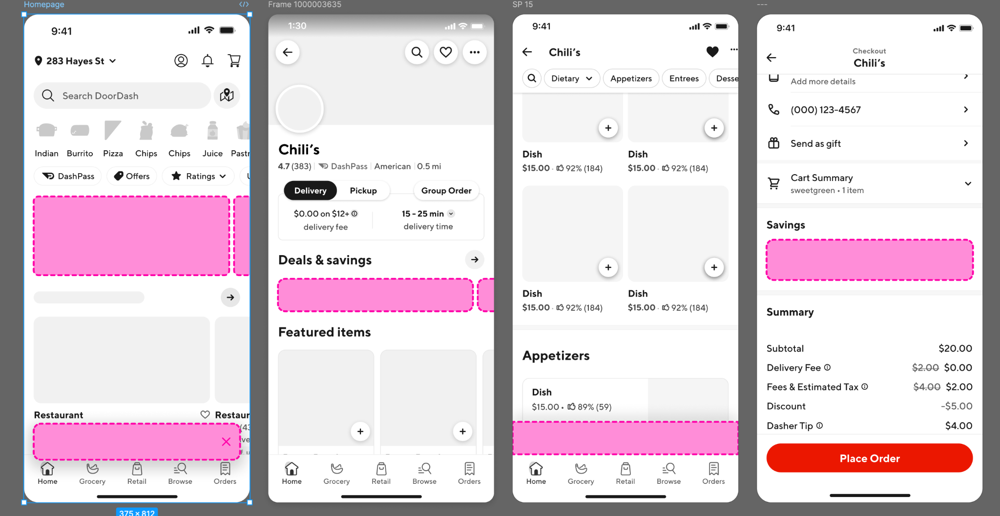 Homepage
</>
9:41
283 Hayes St
Search DoorDash
Indian
Burrito
Pizza
Chips
Chips
Juice
Pastr
DashPass
Offers
Ratings
Restaurant
Restaur
(43
Home
Grocery
Retail
Browse
Orders
375 × 812
Frame 1000003635
1:30
Chili's
4.7 (383) DashPass American 0.5 mi
Delivery
Pickup
Group Order
$0.00 on $12+
delivery fee
15 - 25 min
delivery time
Deals & savings
Featured items
Home
Grocery
Retail
Browse
Orders
SP 15
9:41
Chili's
Dietary
Appetizers
Entrees
Desse
Dish
$15.00 · 92% (184)
Dish
$15.00 · 92% (184)
Dish
$15.00 · 92% (184)
Dish
$15.00 · 92% (184)
Appetizers
Dish
$15.00 • 89% (59)
Home
Grocery
Retail
Browse
Orders
---
9:41
Checkout
Chili's
Add more details
(000) 123-4567
Send as gift
Cart Summary
sweetgreen • 1 item
Savings
Summary
Subtotal $20.00
Delivery Fee $2.00 $0.00
Fees & Estimated Tax $4.00 $2.00
Discount -$5.00
Dasher Tip $4.00
Place Order